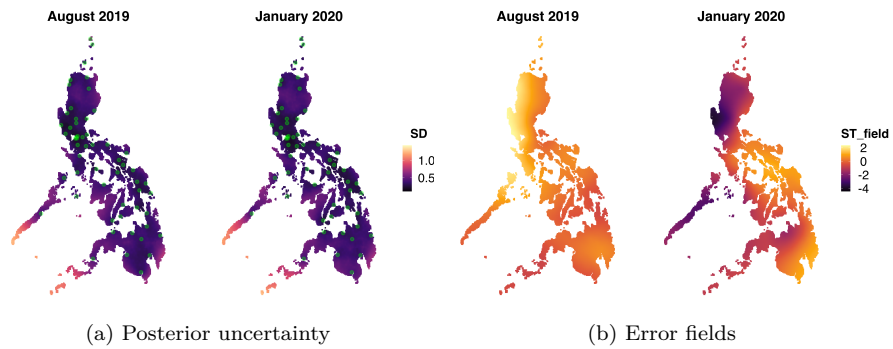 August 2019
January 2020
August 2019
January 2020
SD
1.0
0.5
ST_field
2
0
-2
-4
(a) Posterior uncertainty
(b) Error fields